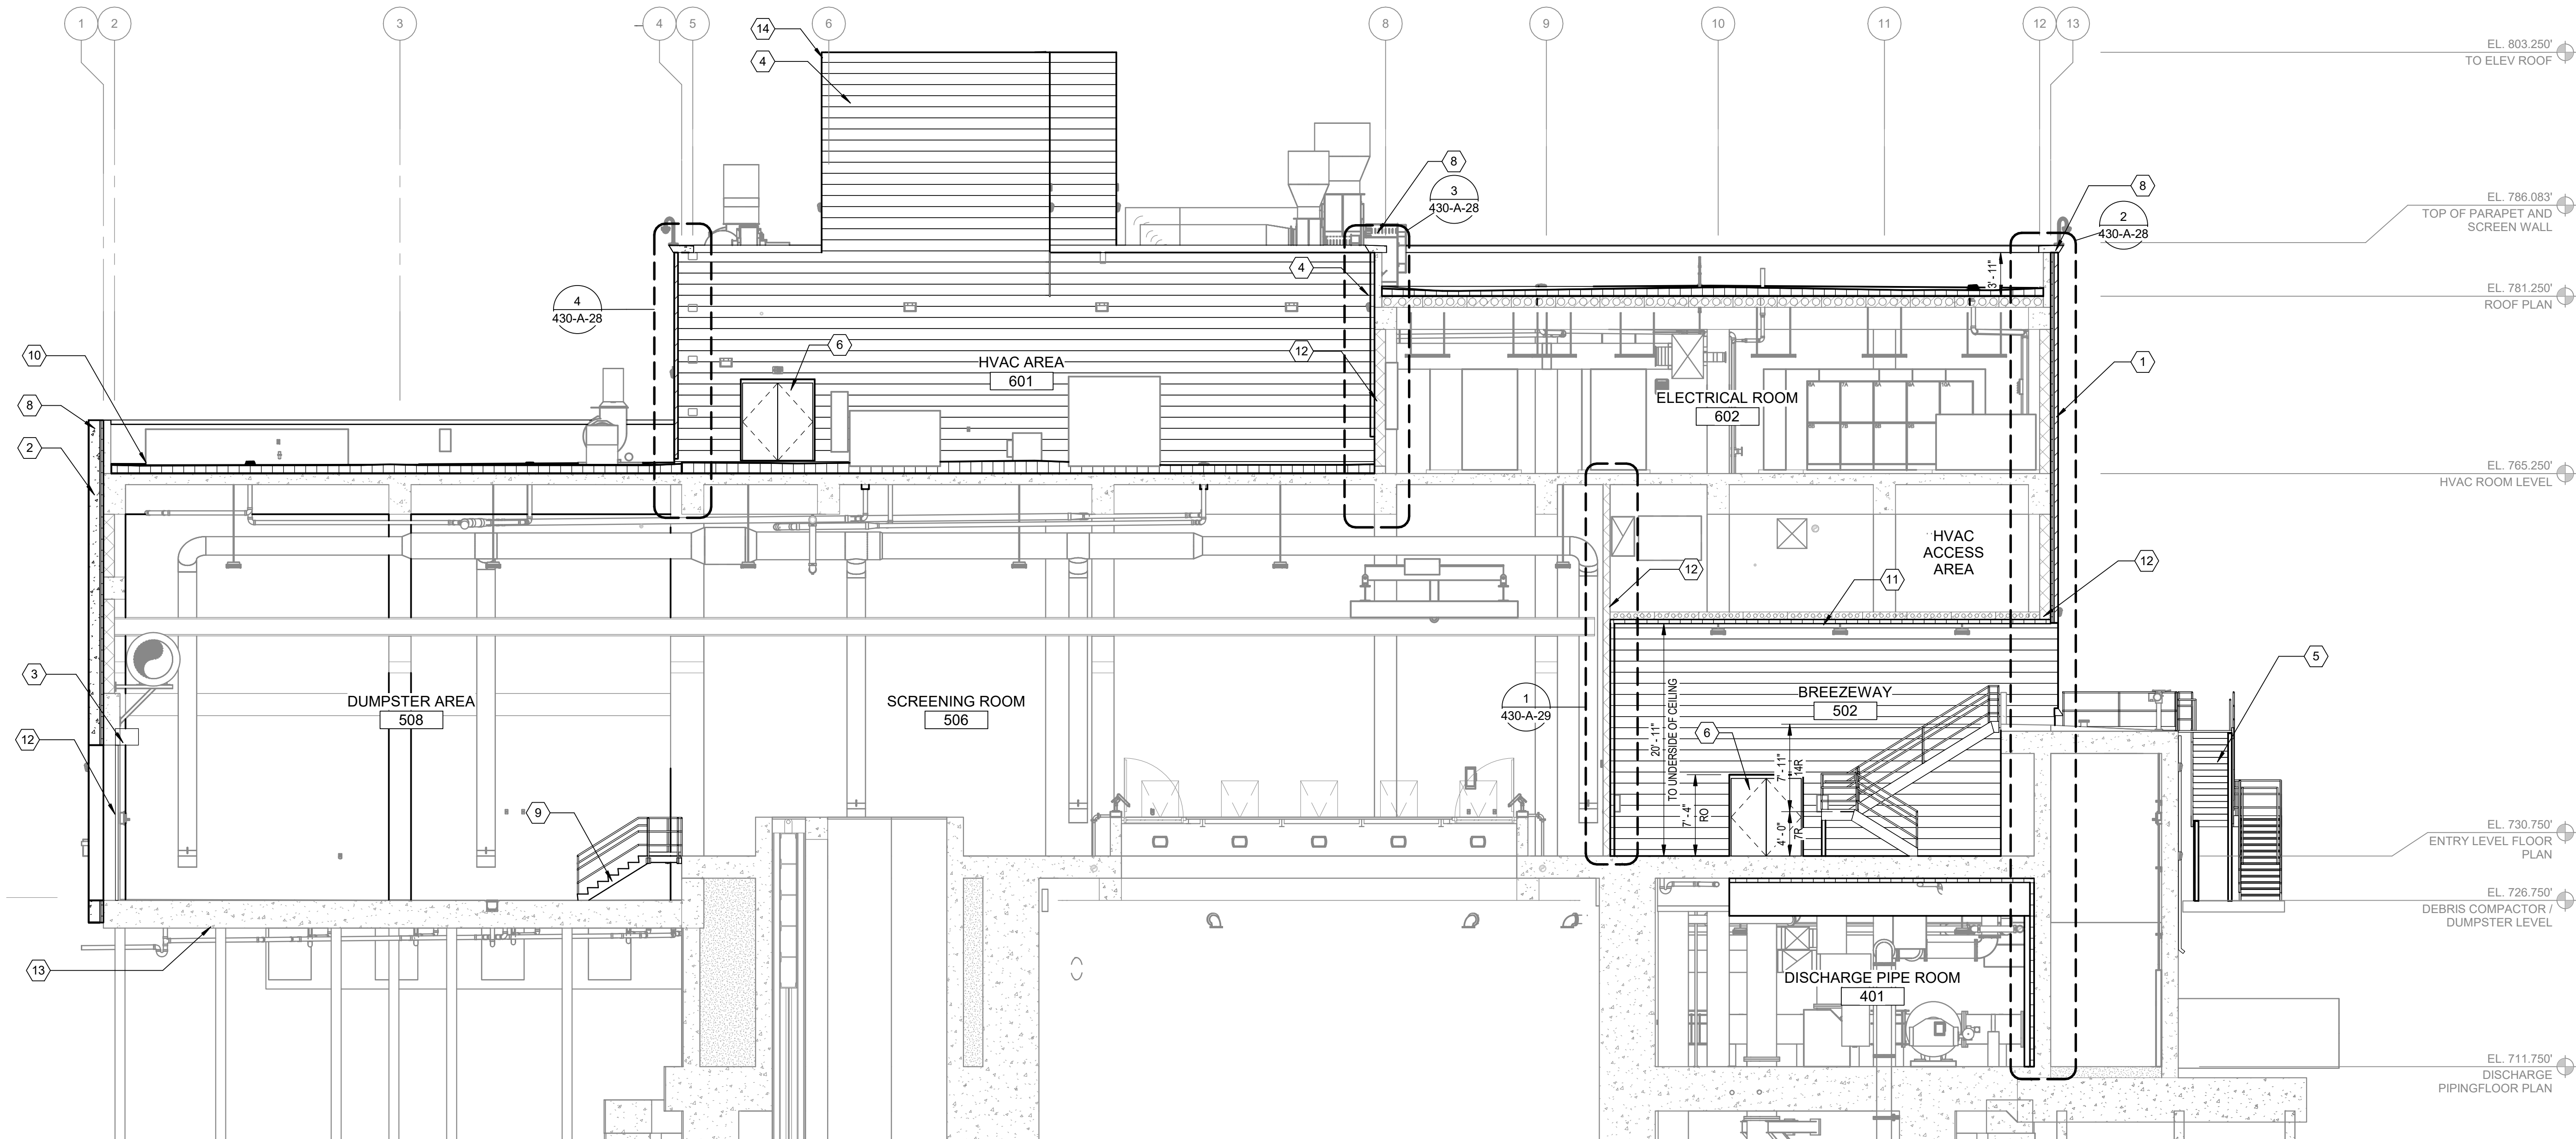 1
2
3
4
5
6
8
9
10
11
12
13
EL. 803.250'
TO ELEV ROOF
14
4
8
3
430-A-28
8
2
430-A-28
EL. 786.083'
TOP OF PARAPET AND
SCREEN WALL
4
430-A-28
4
3' - 11"
EL. 781.250'
ROOF PLAN
10
6
HVAC AREA
601
12
1
8
ELECTRICAL ROOM
602
2
EL. 765.250'
HVAC ROOM LEVEL
HVAC
ACCESS
AREA
12
11
12
3
DUMPSTER AREA
508
SCREENING ROOM
506
1
430-A-29
20' - 11"
TO UNDERSIDE OF CEILING
BREEZEWAY
502
5
12
6
7' - 11"
14R
7' - 4"
RO
4' - 0"
7R
9
EL. 730.750'
ENTRY LEVEL FLOOR
PLAN
EL. 726.750'
DEBRIS COMPACTOR /
DUMPSTER LEVEL
13
DISCHARGE PIPE ROOM
401
EL. 711.750'
DISCHARGE
PIPINGFLOOR PLAN